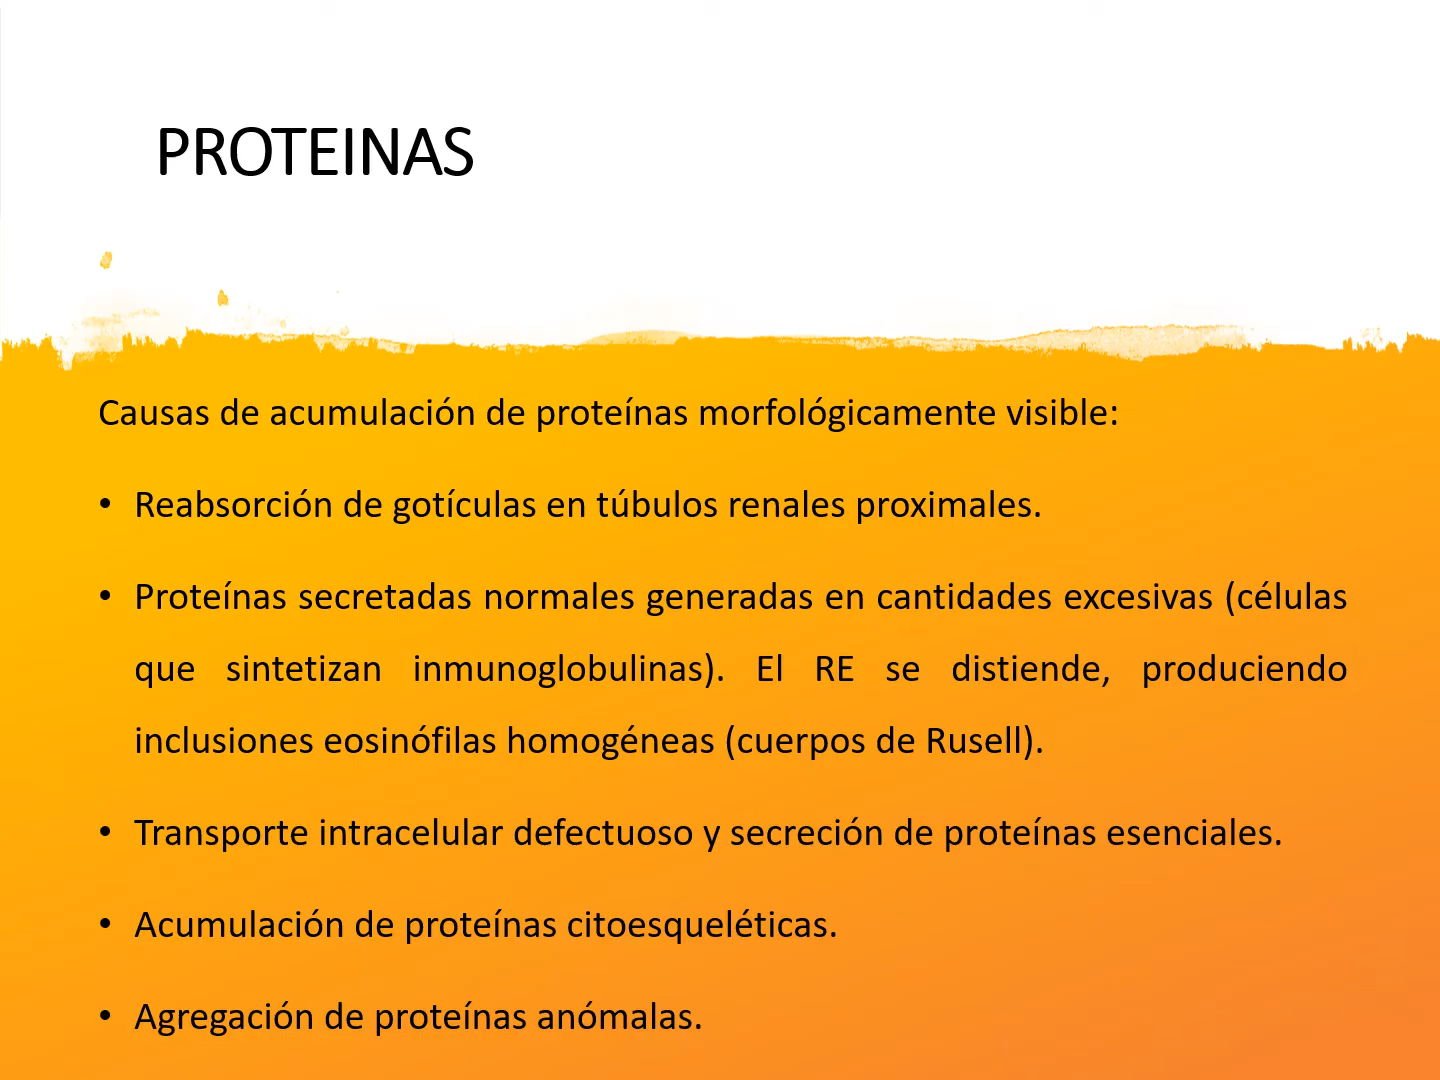 PROTEINAS
Causas de acumulación de proteínas morfológicamente visible:
• Reabsorción de gotículas en túbulos renales proximales.
• Proteínas secretadas normales generadas en cantidades excesivas (células
que sintetizan inmunoglobulinas). El RE se distiende, produciendo
inclusiones eosinófilas homogéneas (cuerpos de Rusell).
• Transporte intracelular defectuoso y secreción de proteínas esenciales.
• Acumulación de proteínas citoesqueléticas.
• Agregación de proteínas anómalas.